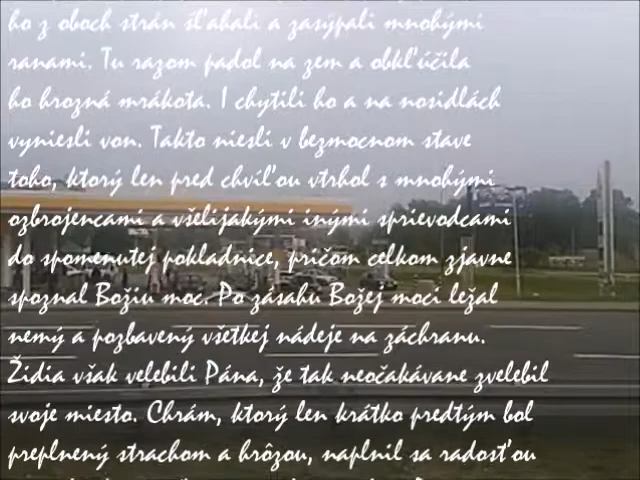 ho z oboch strán šľahali a zasýpali mnohými
ranami. Tu razom padol na zem a obkľúčila
ho hrozná mrákota. I chytili ho a na nosidlách
vyniesli von. Takto niesli v bezmocnom stave
toho, ktorý len pred chvíľou vtrhol s mnohými
ozbrojencami a všelijakými inými sprievodcami
do spomenutej pokladnice, pričom celkom zjavne
spoznal Božiu moc. Po zásahu Božej moci ležal
nemý a pozbavený všetkej nádeje na záchranu.
Židia však velebili Pána, že tak neočakávane zvelebil
svoje miesto. Chrám, ktorý len krátko predtým bol
preplnený strachom a hrôzou, naplnil sa radosťou